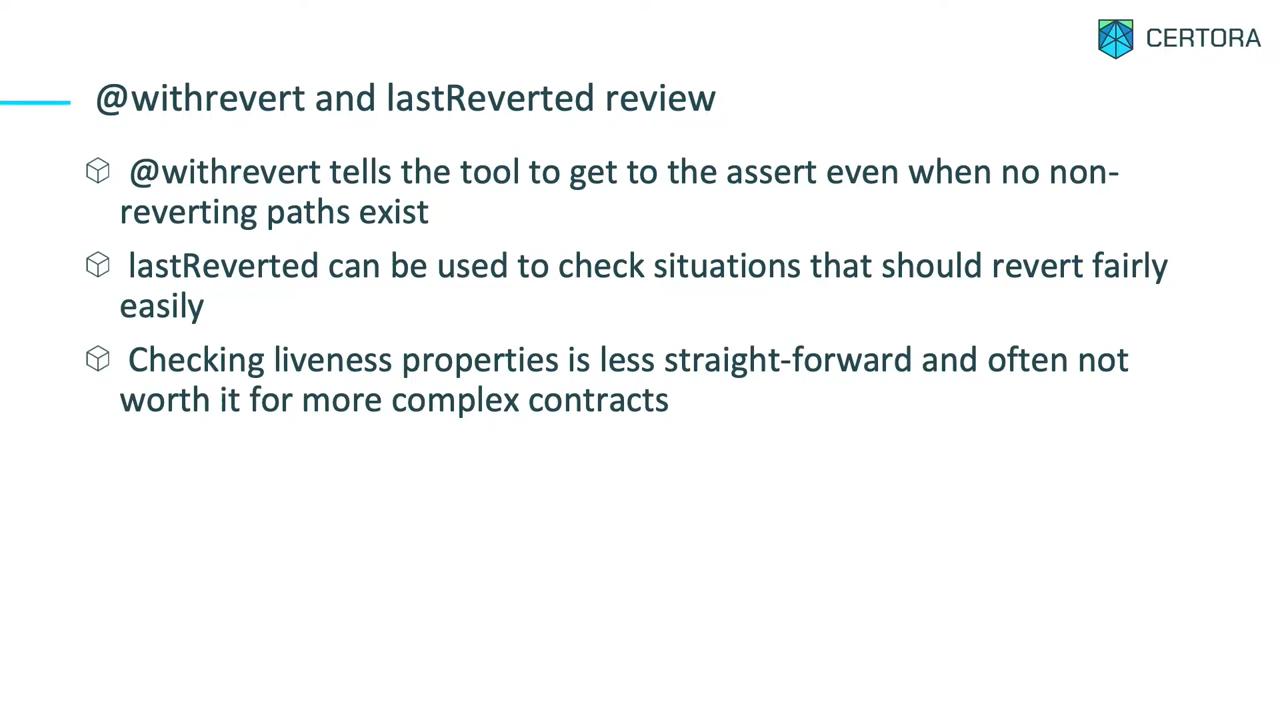 CERTORA
@withrevert and lastReverted review
@withrevert tells the tool to get to the assert even when no non-
reverting paths exist
lastReverted can be used to check situations that should revert fairly
easily
Checking liveness properties is less straight-forward and often not
worth it for more complex contracts